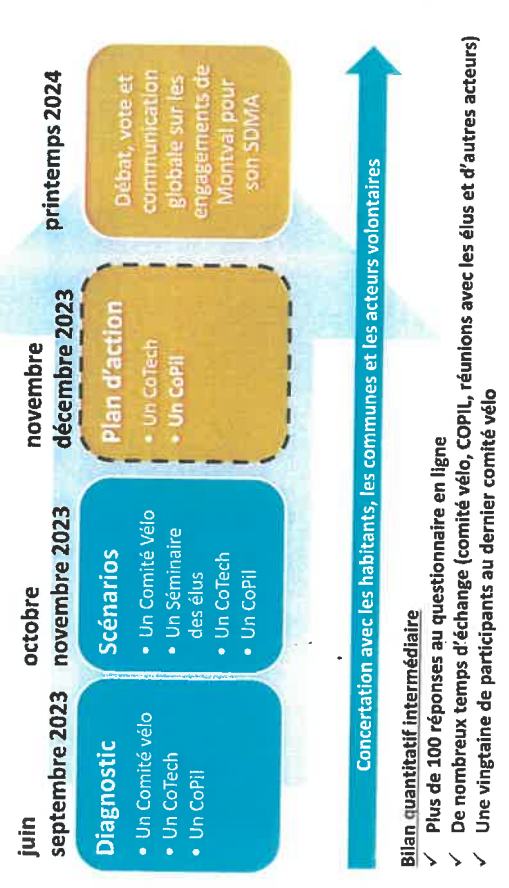 juin
septembre 2023
Diagnostic
• Un Comité vélo
• Un CoTech
• Un CoPil
octobre
novembre 2023
Scénarios
• Un Comité Vélo
• Un Séminaire
des élus
• Un CoTech
• Un CoPil
novembre
décembre 2023
Plan d'action
• Un CoTech
• Un CoPil
printemps 2024
Débat, vote et
communication
globale sur les
engagements de
Montval pour
son SDMA
Concertation avec les habitants, les communes et les acteurs volontaires
Bilan quantitatif intermédiaire
✓ Plus de 100 réponses au questionnaire en ligne
✓ De nombreux temps d'échange (comité vélo, COPIL, réunions avec les élus et d'autres acteurs)
✓ Une vingtaine de participants au dernier comité vélo